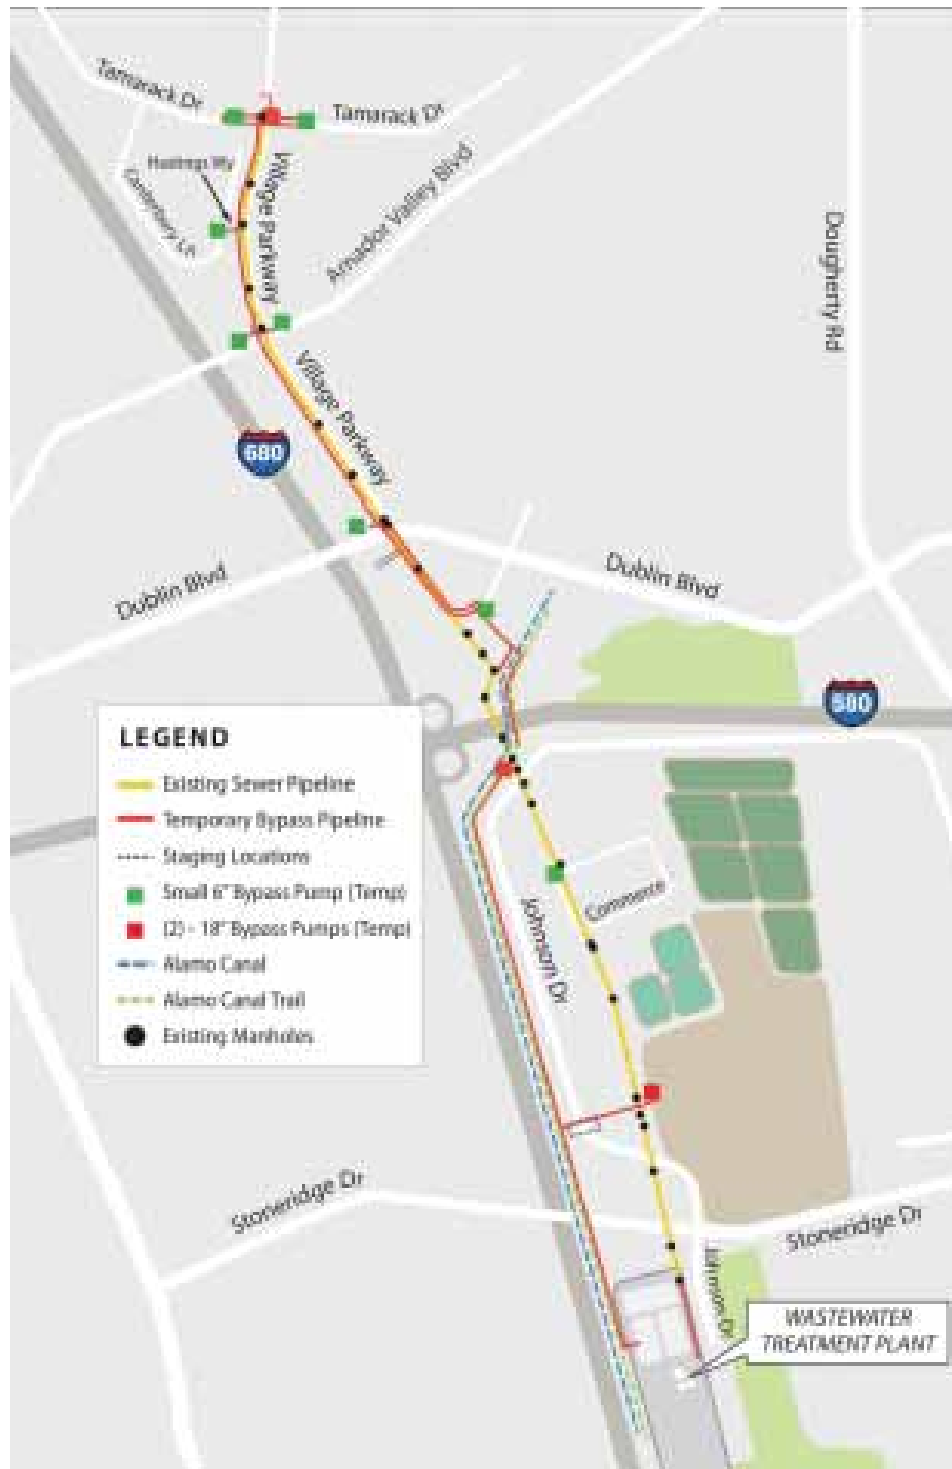 Tamarack Dr
Tamarack Dr
Hastings Wy
Village Parkway
Canterbury LN
Amador Valley Blvd
Dougherty Rd
Village Parkway
680
Dublin Blvd
Dublin Blvd
580
LEGEND
Existing Sewer Pipeline
Temporary Bypass Pipeline
Staging Locations
Small 6" Bypass Pump (Temp)
(2) - 18" Bypass Pumps (Temp)
Alamo Canal
Alamo Canal Trail
Existing Manholes
Commerce
Johnson Dr
Stoneridge Dr
Stoneridge Dr
Johnson Dr
WASTEWATER
TREATMENT PLANT